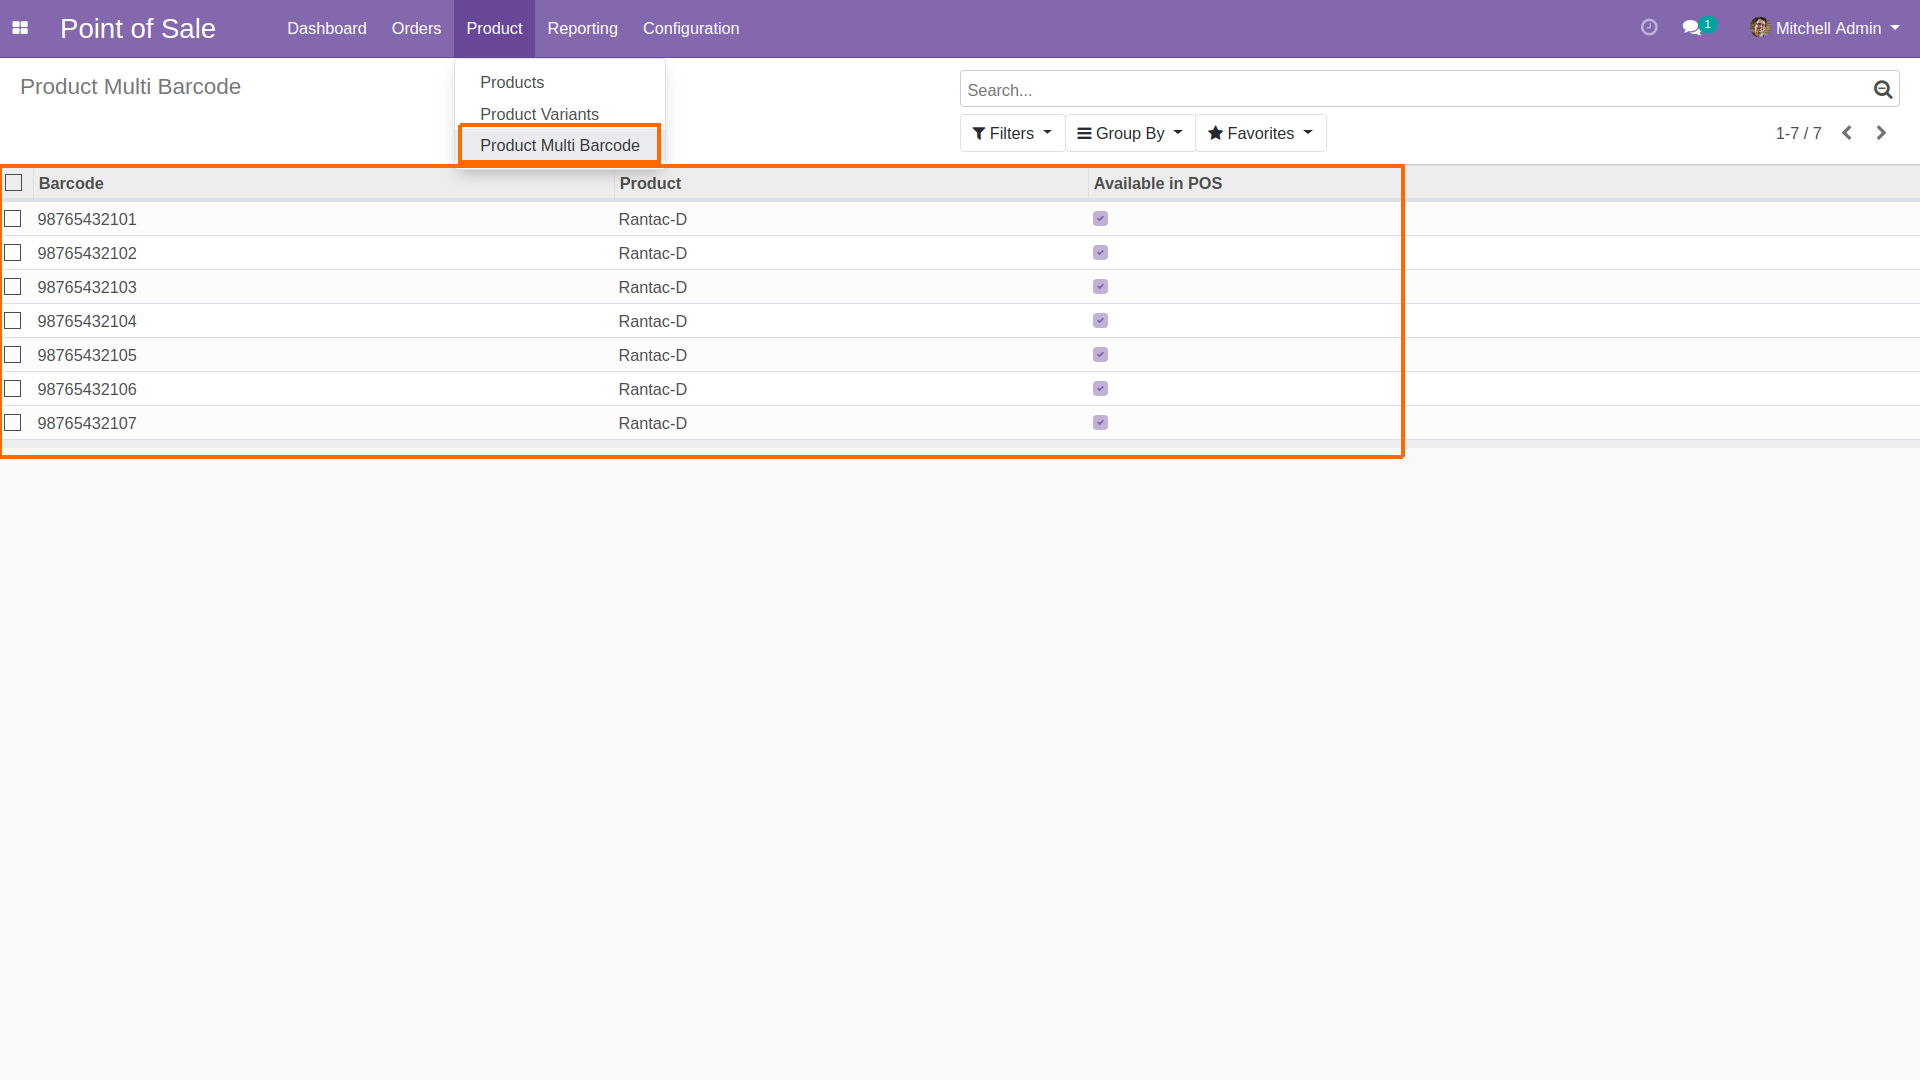 Point of Sale Dashboard Orders Product Reporting Configuration 1 Mitchell Admin
Product Multi Barcode
Products
Product Variants
Product Multi Barcode
Search...
Filters Group By Favorites 1-7 / 7
Barcode Product Available in POS
98765432101 Rantac-D
98765432102 Rantac-D
98765432103 Rantac-D
98765432104 Rantac-D
98765432105 Rantac-D
98765432106 Rantac-D
98765432107 Rantac-D